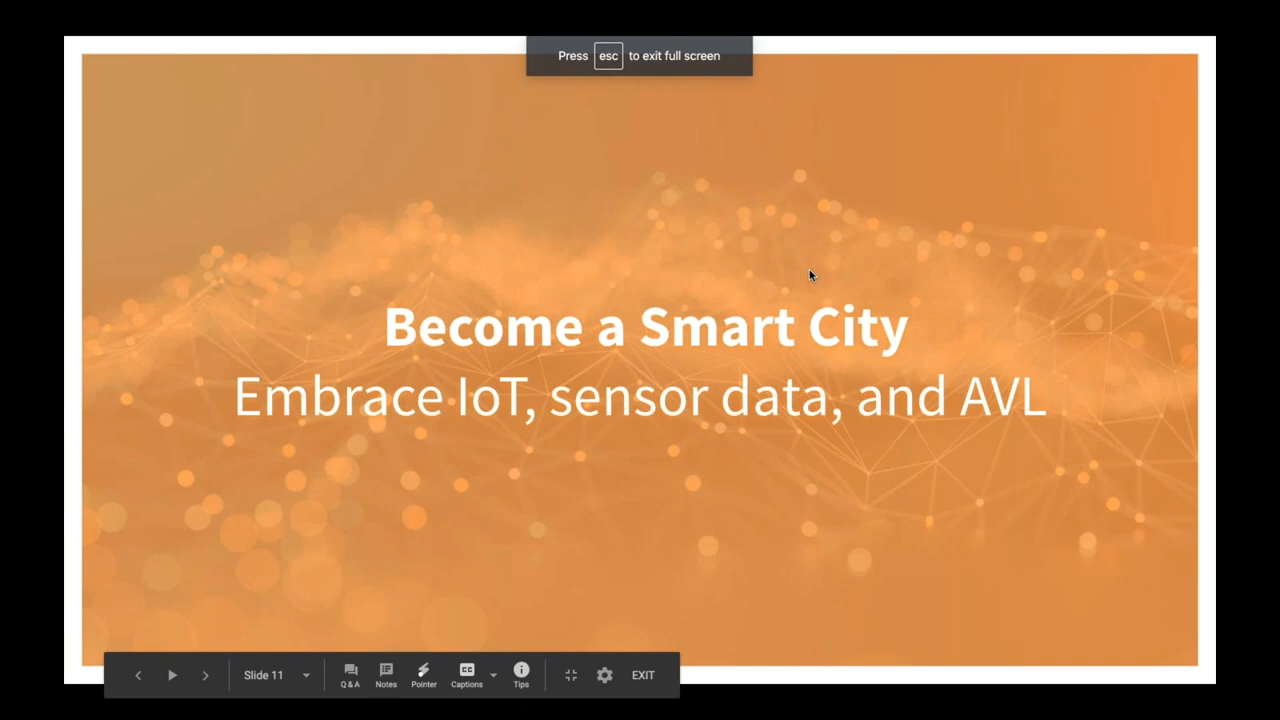 Press esc to exit full screen
Become a Smart City
Embrace IoT, sensor data, and AVL
Slide 11
Q & A
Notes
Pointer
CC
Captions
Tips
EXIT